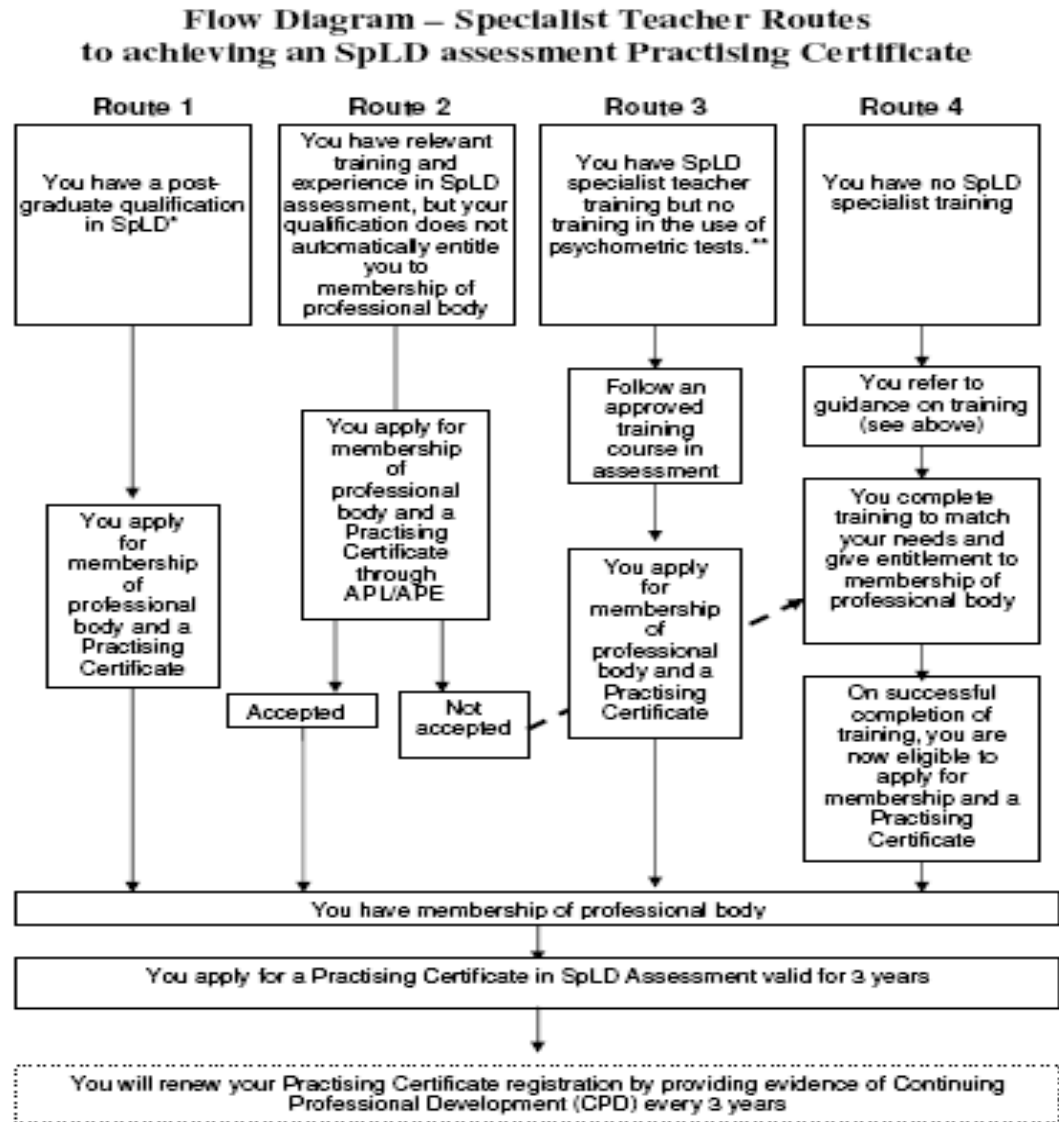 Flow Diagram – Specialist Teacher Routes
to achieving an SpLD assessment Practising Certificate
Route 1
You have a post-
graduate qualification
in SpLD*
You apply
for
membership
of
professional
body and a
Practising
Certificate
Route 2
You have relevant
training and
experience in SpLD
assessment, but your
qualification does not
automatically entitle
you to
membership of
professional body
You apply for
membership
of
professional
body and a
Practising
Certificate
through
APL/APE
Accepted
Not
accepted
Route 3
You have SpLD
specialist teacher
training but no
training in the use of
psychometric tests.**
Follow an
approved
training
course in
assessment
You apply
for
membership
of
professional
body and a
Practising
Certificate
Route 4
You have no SpLD
specialist training
You refer to
guidance on training
(see above)
You complete
training to match
your needs and
give entitlement to
membership of
professional body
On successful
completion of
training, you are
now eligible to
apply for
membership and a
Practising
Certificate
You have membership of professional body
You apply for a Practising Certificate in SpLD Assessment valid for 3 years
You will renew your Practising Certificate registration by providing evidence of Continuing
Professional Development (CPD) every 3 years